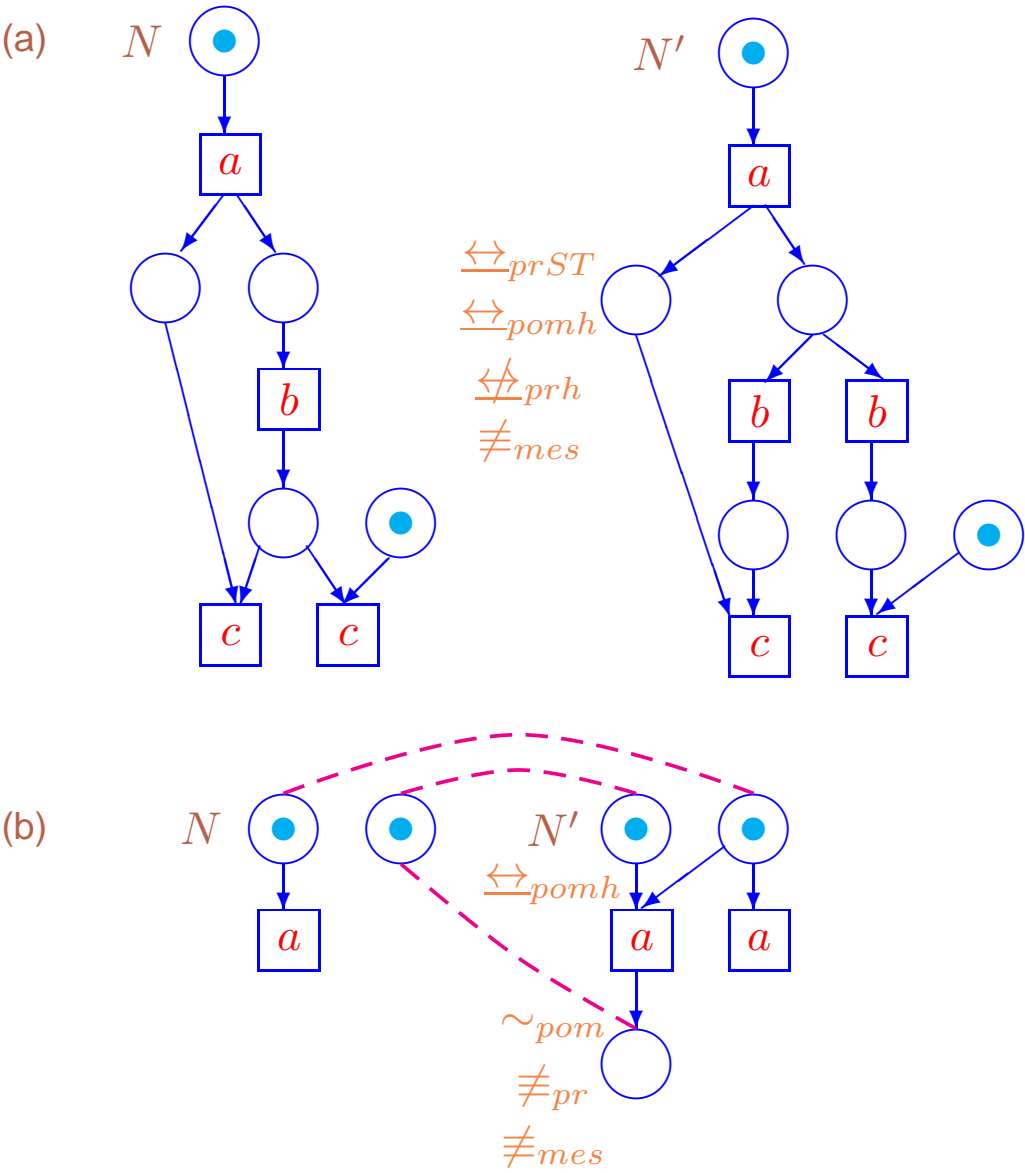 (a) N N′
a
a
↔prST
↔pomh
b b b
↮prh
≢mes
c c c c
(b) N N′
↔pomh
a a a
∼pom
≢pr
≢mes